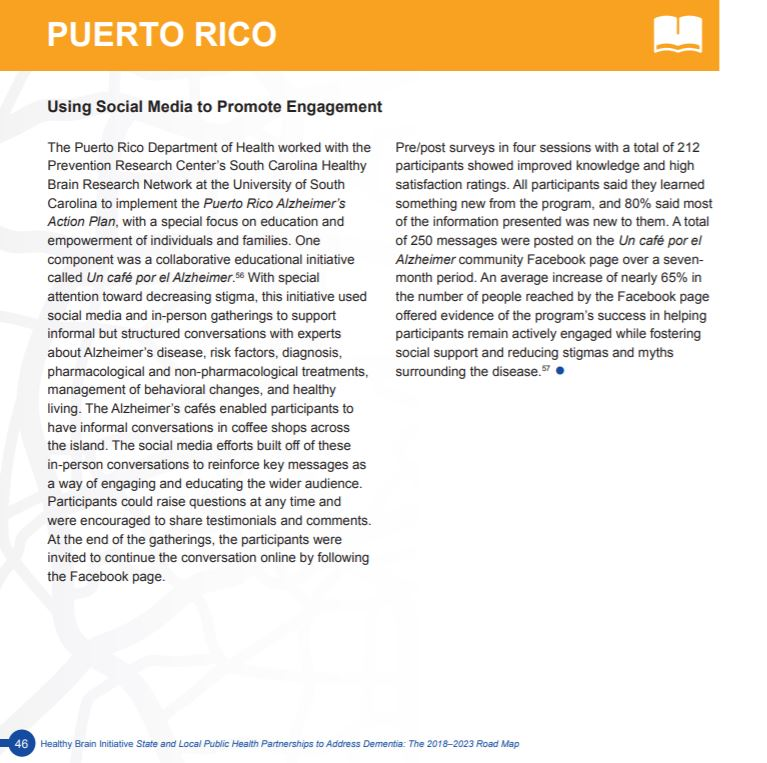 PUERTO RICO
Using Social Media to Promote Engagement
The Puerto Rico Department of Health worked with the
Prevention Research Center’s South Carolina Healthy
Brain Research Network at the University of South
Carolina to implement the Puerto Rico Alzheimer’s
Action Plan, with a special focus on education and
empowerment of individuals and families. One
component was a collaborative educational initiative
called Un café por el Alzheimer.56 With special
attention toward decreasing stigma, this initiative used
social media and in-person gatherings to support
informal but structured conversations with experts
about Alzheimer’s disease, risk factors, diagnosis,
pharmacological and non-pharmacological treatments,
management of behavioral changes, and healthy
living. The Alzheimer’s cafés enabled participants to
have informal conversations in coffee shops across
the island. The social media efforts built off of these
in-person conversations to reinforce key messages as
a way of engaging and educating the wider audience.
Participants could raise questions at any time and
were encouraged to share testimonials and comments.
At the end of the gatherings, the participants were
invited to continue the conversation online by following
the Facebook page.
Pre/post surveys in four sessions with a total of 212
participants showed improved knowledge and high
satisfaction ratings. All participants said they learned
something new from the program, and 80% said most
of the information presented was new to them. A total
of 250 messages were posted on the Un café por el
Alzheimer community Facebook page over a seven-
month period. An average increase of nearly 65% in
the number of people reached by the Facebook page
offered evidence of the program’s success in helping
participants remain actively engaged while fostering
social support and reducing stigmas and myths
surrounding the disease.57
46 Healthy Brain Initiative State and Local Public Health Partnerships to Address Dementia: The 2018–2023 Road Map